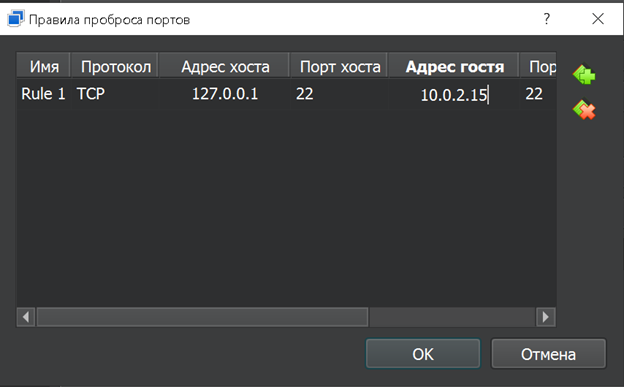 Правила проброса портов
Имя Протокол Адрес хоста Порт хоста Адрес гостя Пор
Rule 1 TCP 127.0.0.1 22 10.0.2.15 22
OK Отмена